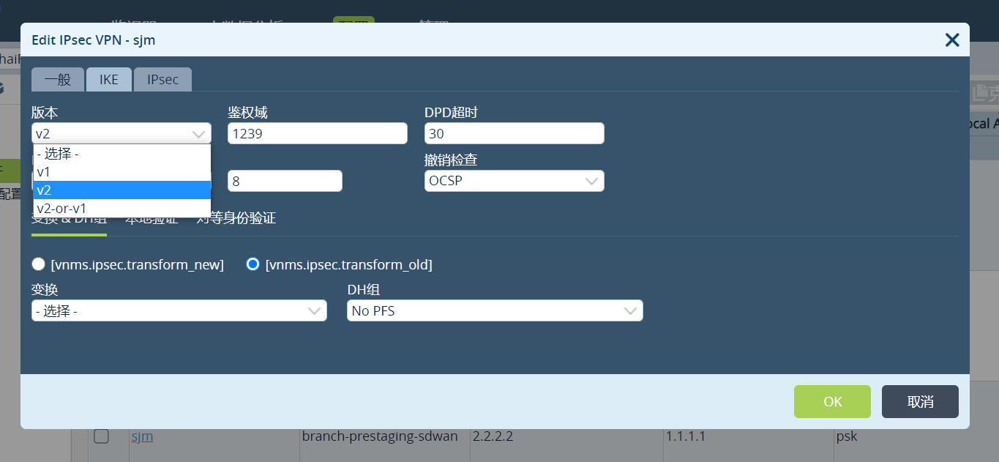 Edit IPsec VPN - sjm
一般 IKE IPsec
版本 鉴权域 DPD超时
v2 1239 30
- 选择 -
v1
v2
v2-or-v1
撤销检查
8 OCSP
变换 & DH组 本地验证 对等身份验证
[vnms.ipsec.transform_new] [vnms.ipsec.transform_old]
变换 DH组
- 选择 - No PFS
OK 取消
sjm branch-prestaging-sdwan 2.2.2.2 1.1.1.1 psk
配置